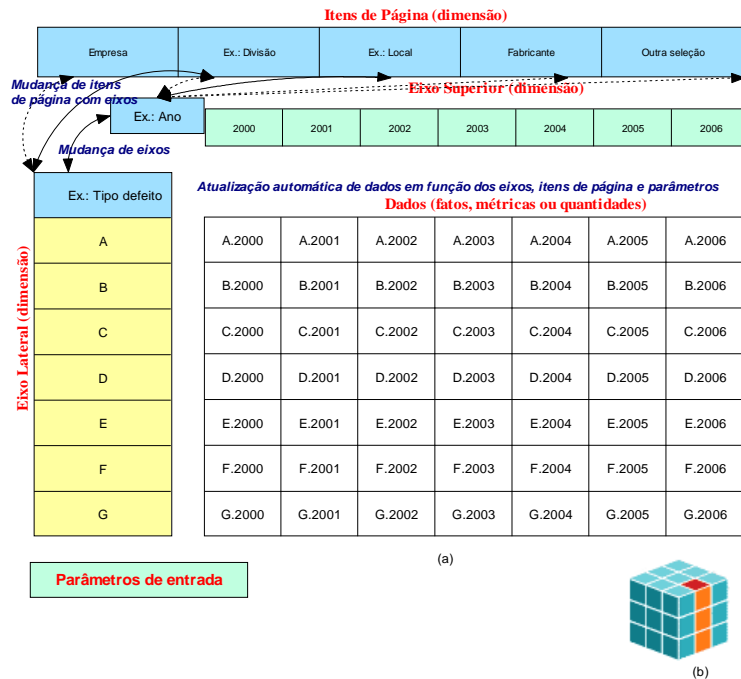 Itens de Página (dimensão)
Empresa
Ex.: Divisão
Ex.: Local
Fabricante
Outra seleção
Mudança de itens
de página com eixos
Eixo Superior (dimensão)
Ex.: Ano
2000 2001 2002 2003 2004 2005 2006
Mudança de eixos
Ex.: Tipo defeito
Atualização automática de dados em função dos eixos, itens de página e parâmetros
Dados (fatos, métricas ou quantidades)
Eixo Lateral (dimensão)
A A.2000 A.2001 A.2002 A.2003 A.2004 A.2005 A.2006
B B.2000 B.2001 B.2002 B.2003 B.2004 B.2005 B.2006
C C.2000 C.2001 C.2002 C.2003 C.2004 C.2005 C.2006
D D.2000 D.2001 D.2002 D.2003 D.2004 D.2005 D.2006
E E.2000 E.2001 E.2002 E.2003 E.2004 E.2005 E.2006
F F.2000 F.2001 F.2002 F.2003 F.2004 F.2005 F.2006
G G.2000 G.2001 G.2002 G.2003 G.2004 G.2005 G.2006
(a)
Parâmetros de entrada
(b)